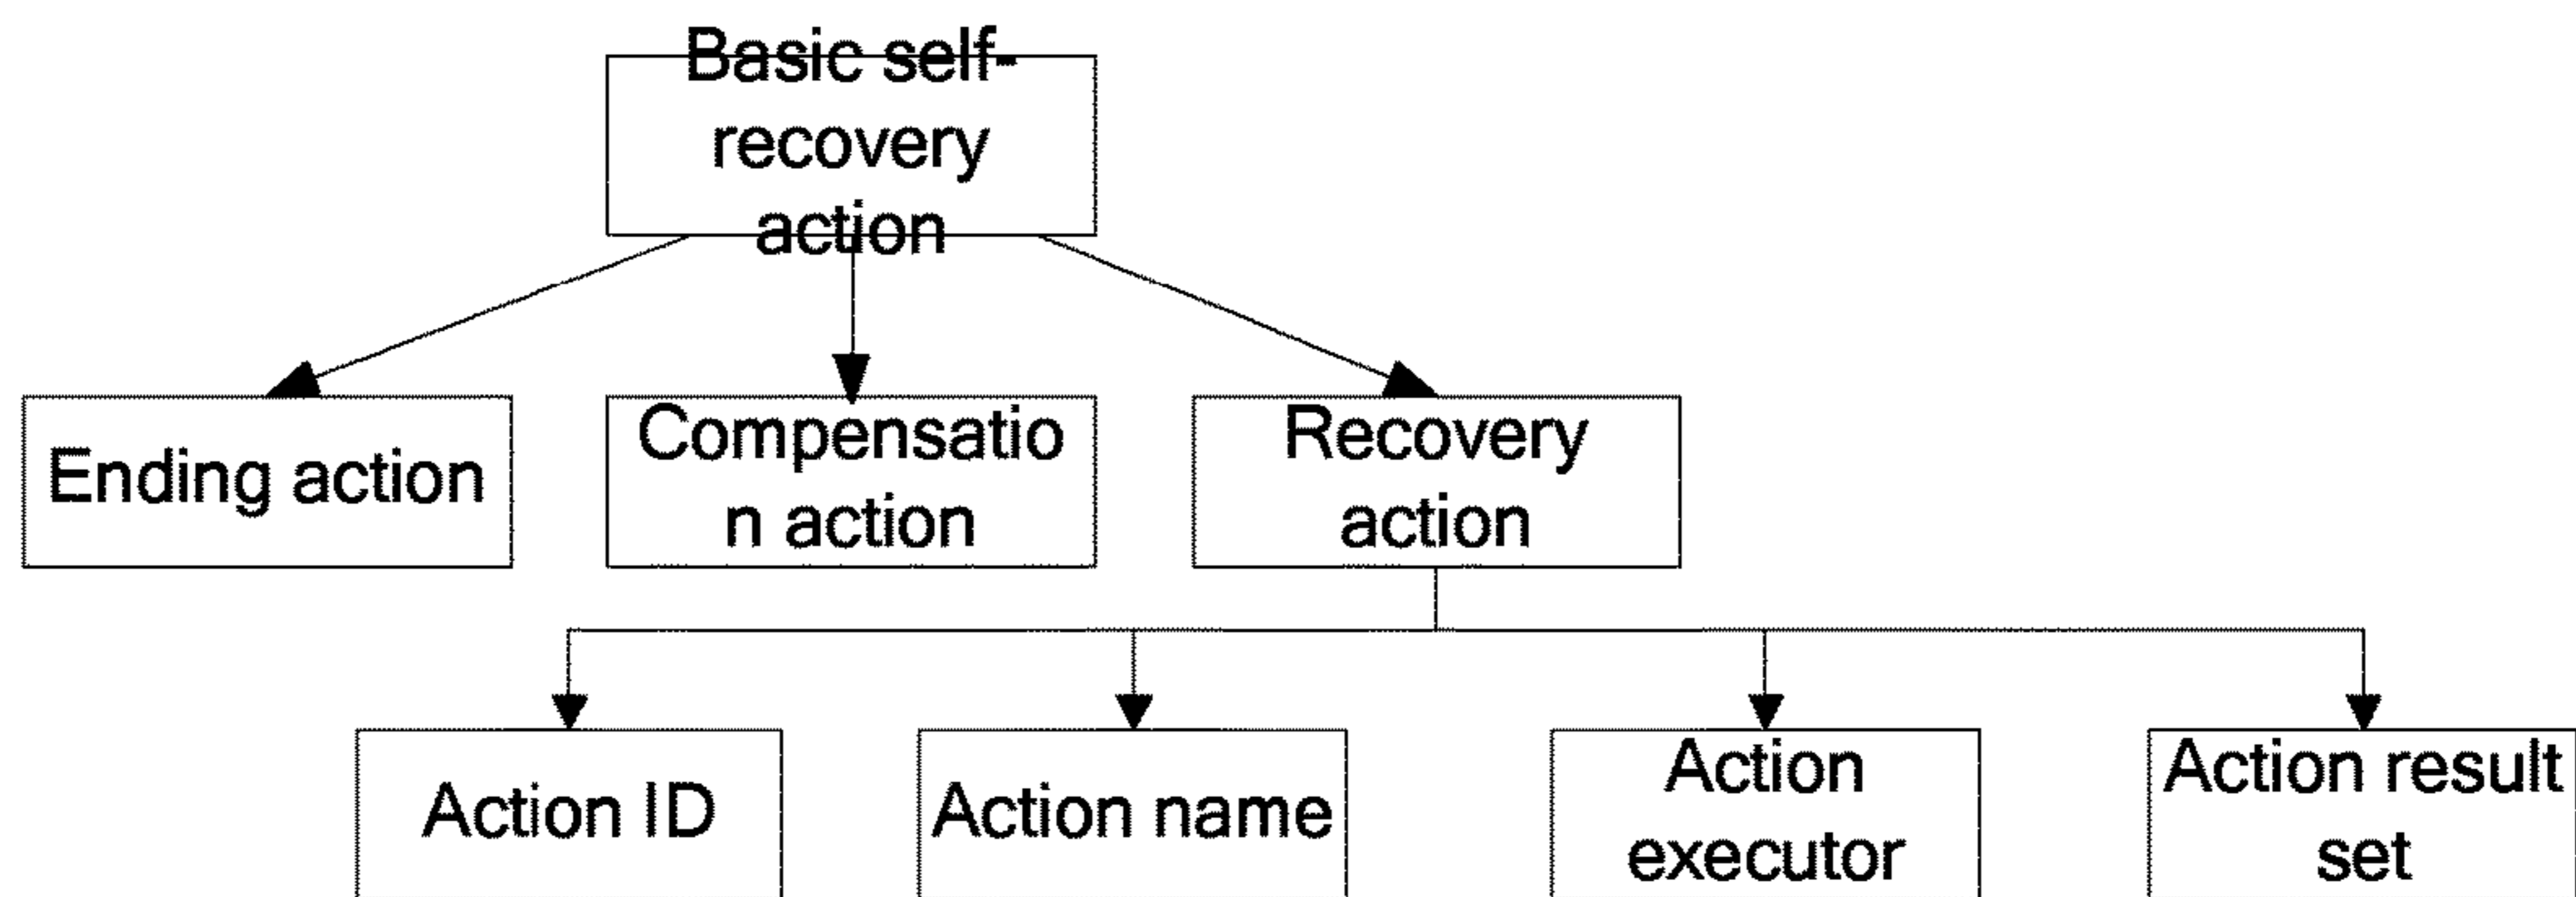 Basic self-
recovery
action
Ending action
Compensatio
n action
Recovery
action
Action ID
Action name
Action
executor
Action result
set